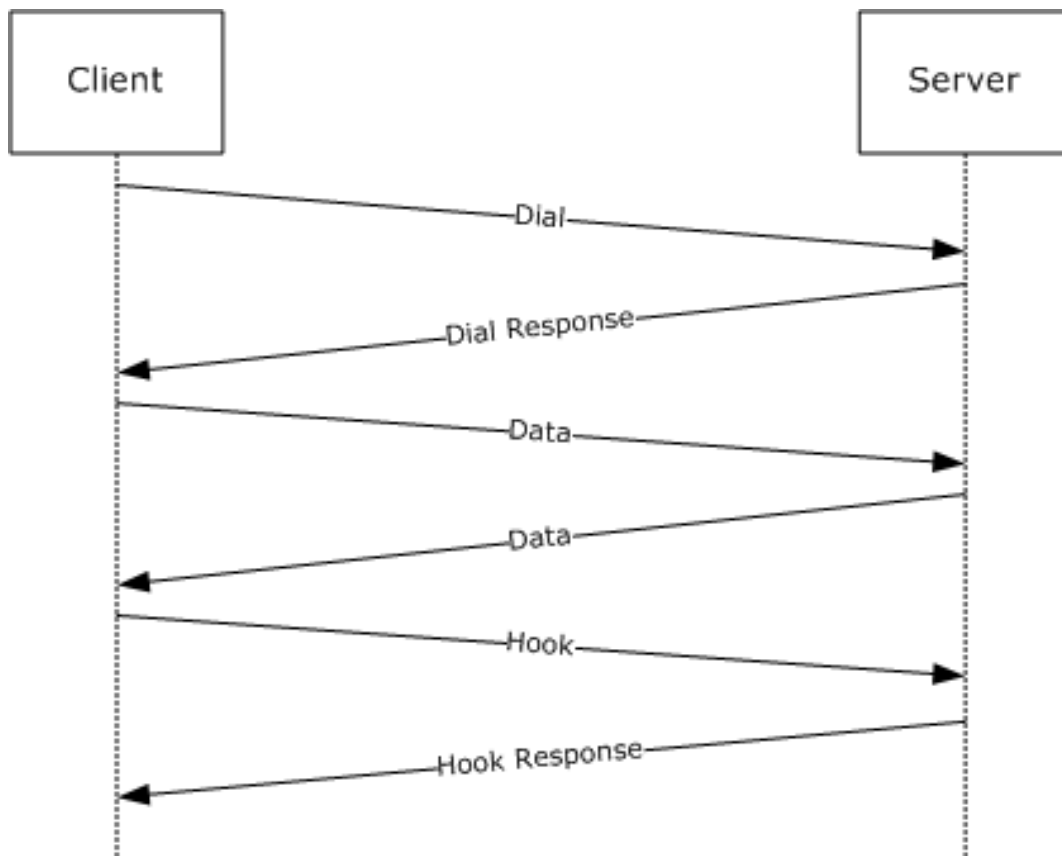 Client
Server
Dial
Dial Response
Data
Data
Hook
Hook Response